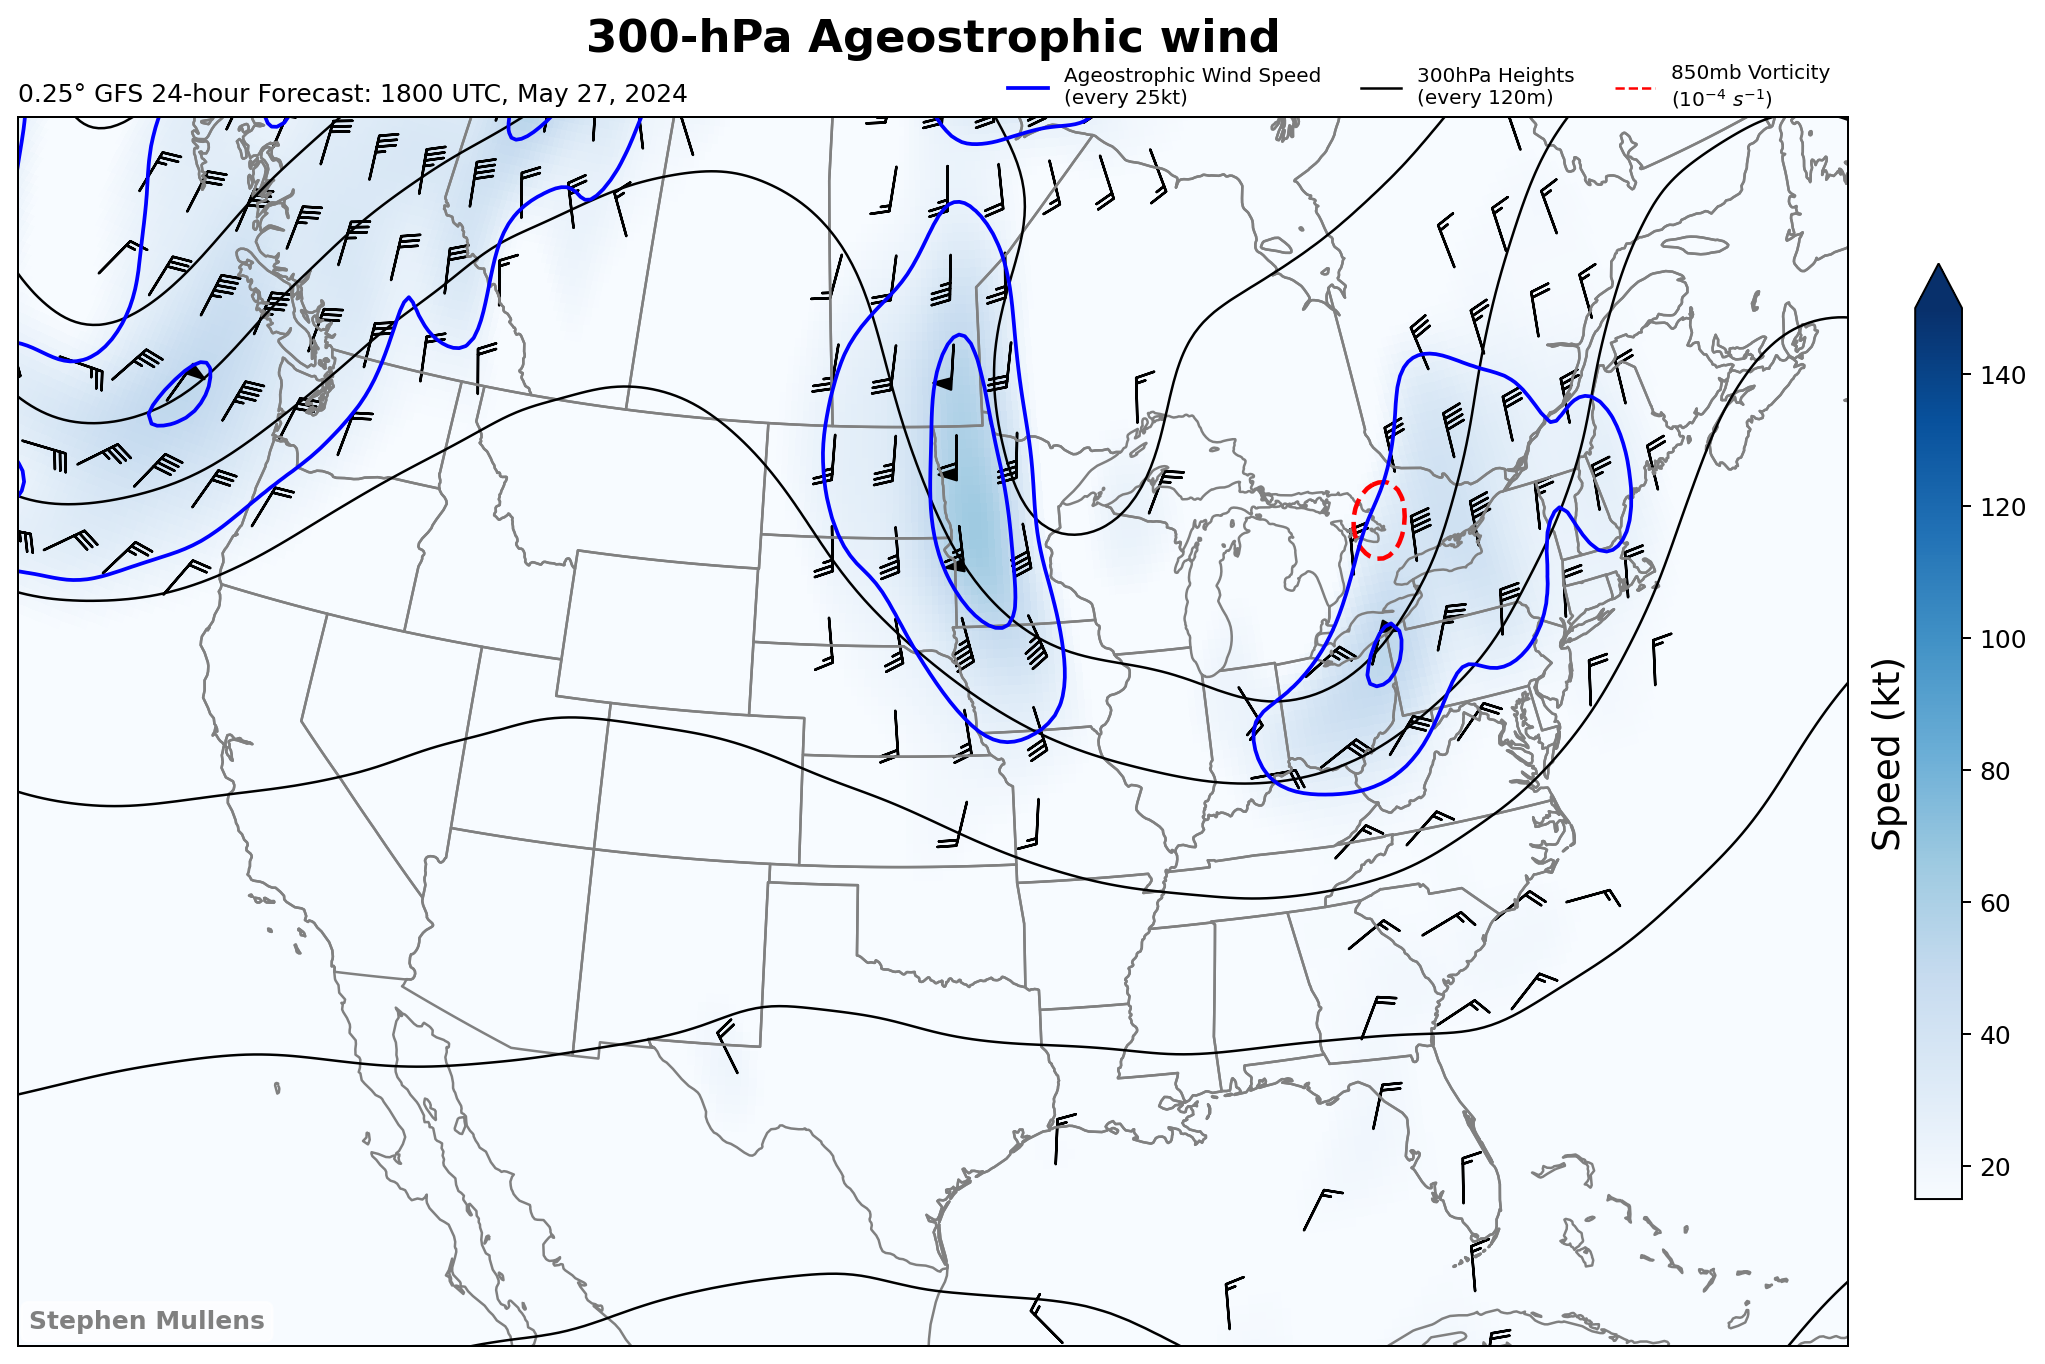 300-hPa Ageostrophic wind
0.25° GFS 24-hour Forecast: 1800 UTC, May 27, 2024
Ageostrophic Wind Speed
(every 25kt)
300hPa Heights
(every 120m)
850mb Vorticity
(10⁻⁴ s⁻¹)
140
120
100
80
60
40
20
Speed (kt)
Stephen Mullens